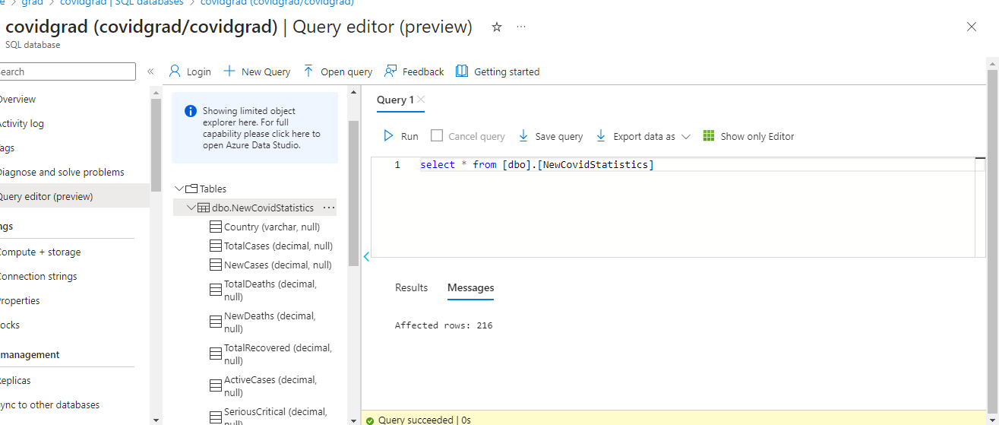 e > grad > covidgrad | SQL databases > covidgrad (covidgrad/covidgrad)
covidgrad (covidgrad/covidgrad) | Query editor (preview)
SQL database
earch
Overview
Activity log
ags
Diagnose and solve problems
Query editor (preview)
ngs
Compute + storage
Connection strings
Properties
ocks
management
Replicas
ync to other databases
Login
New Query
Open query
Feedback
Getting started
Showing limited object
explorer here. For full
capability please click here to
open Azure Data Studio.
Tables
dbo.NewCovidStatistics
Country (varchar, null)
TotalCases (decimal, null)
NewCases (decimal, null)
TotalDeaths (decimal,
null)
NewDeaths (decimal,
null)
TotalRecovered (decimal,
null)
ActiveCases (decimal,
null)
SeriousCritical (decimal,
null)
Query 1
Run
Cancel query
Save query
Export data as
Show only Editor
1 select * from [dbo].[NewCovidStatistics]
Results Messages
Affected rows: 216
Query succeeded | 0s